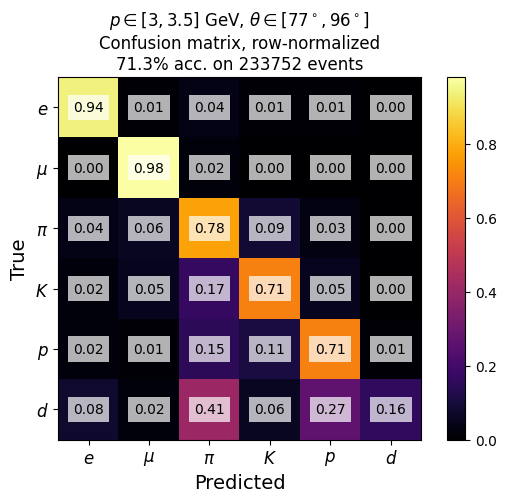 p ∈ [3, 3.5] GeV, θ ∈ [77°, 96°]
Confusion matrix, row-normalized
71.3% acc. on 233752 events
True
e 0.94 0.01 0.04 0.01 0.01 0.00
μ 0.00 0.98 0.02 0.00 0.00 0.00
π 0.04 0.06 0.78 0.09 0.03 0.00
K 0.02 0.05 0.17 0.71 0.05 0.00
p 0.02 0.01 0.15 0.11 0.71 0.01
d 0.08 0.02 0.41 0.06 0.27 0.16
e μ π K p d
Predicted
0.8
0.6
0.4
0.2
0.0